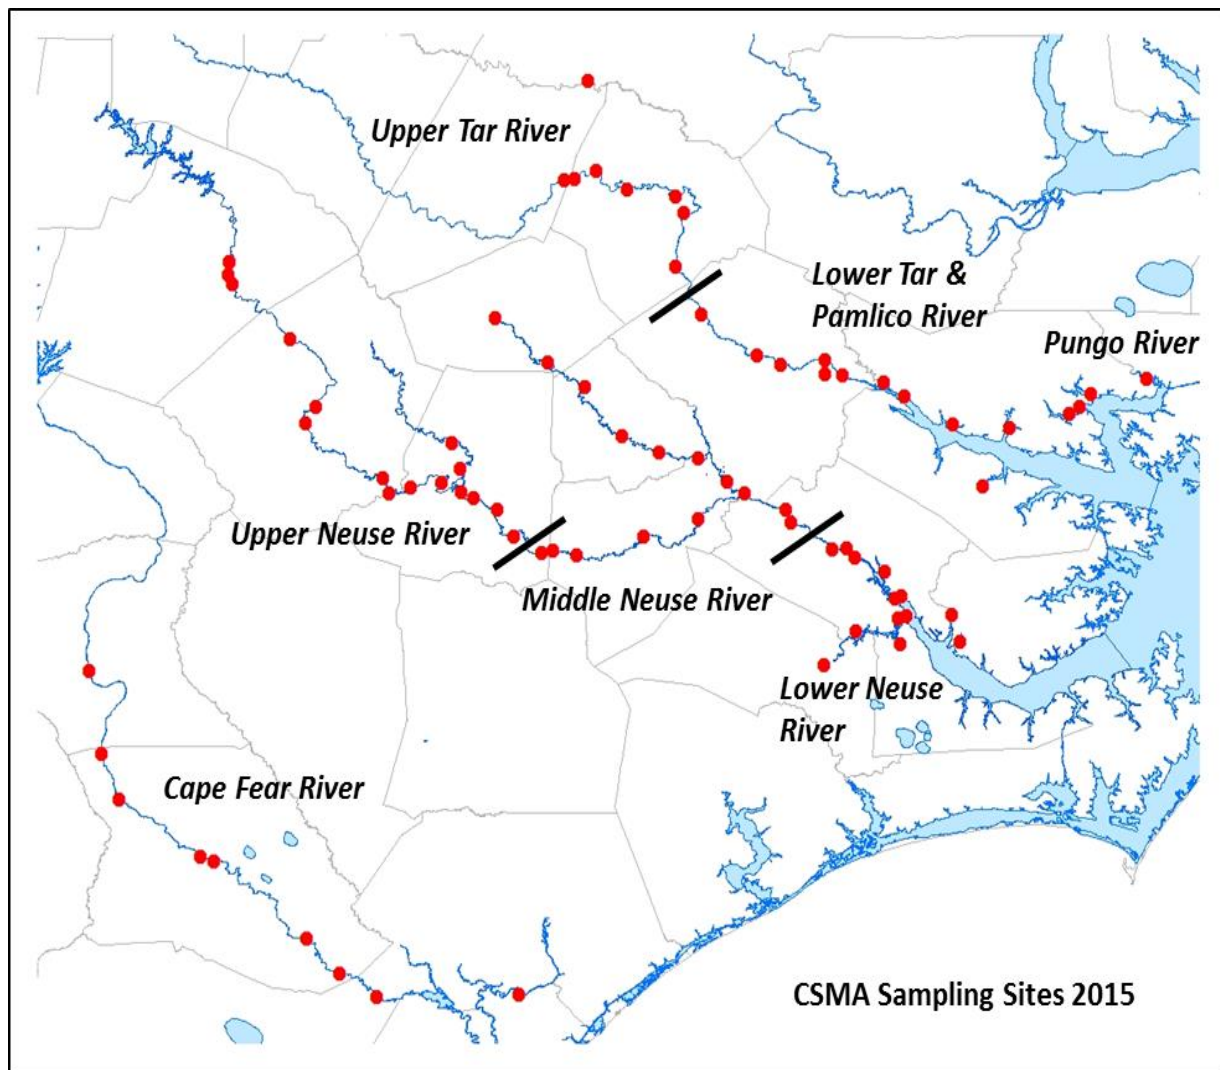 Upper Tar River
Lower Tar &
Pamlico River
Pungo River
Upper Neuse River
Middle Neuse River
Lower Neuse
River
Cape Fear River
CSMA Sampling Sites 2015